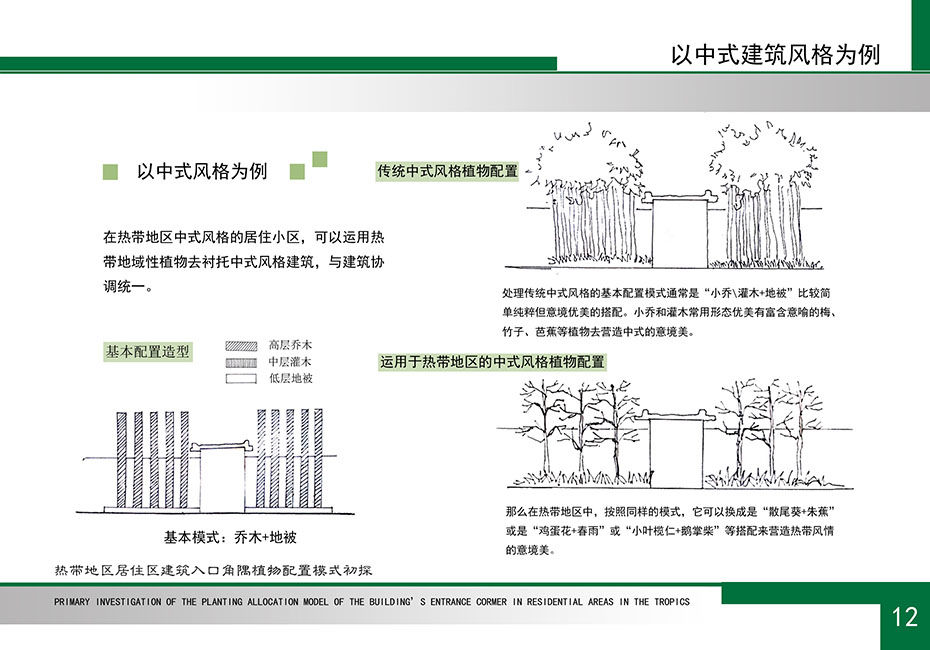 以中式建筑风格为例
以中式风格为例
在热带地区中式风格的居住小区，可以运用热
带地域性植物去衬托中式风格建筑，与建筑协
调统一。
基本配置造型
高层乔木
中层灌木
低层地被
基本模式：乔木+地被
传统中式风格植物配置
处理传统中式风格的基本配置模式通常是“小乔\灌木+地被”比较简
单纯粹但意境优美的搭配。小乔和灌木常用形态优美有富含意喻的梅、
竹子、芭蕉等植物去营造中式的意境美。
运用于热带地区的中式风格植物配置
那么在热带地区中，按照同样的模式，它可以换成是“散尾葵+朱蕉”
或是“鸡蛋花+春雨”或“小叶榄仁+鹅掌柴”等搭配来营造热带风情
的意境美。
热带地区居住区建筑入口角隅植物配置模式初探
PRIMARY INVESTIGATION OF THE PLANTING ALLOCATION MODEL OF THE BUILDING'S ENTRANCE CORMER IN RESIDENTIAL AREAS IN THE TROPICS
12